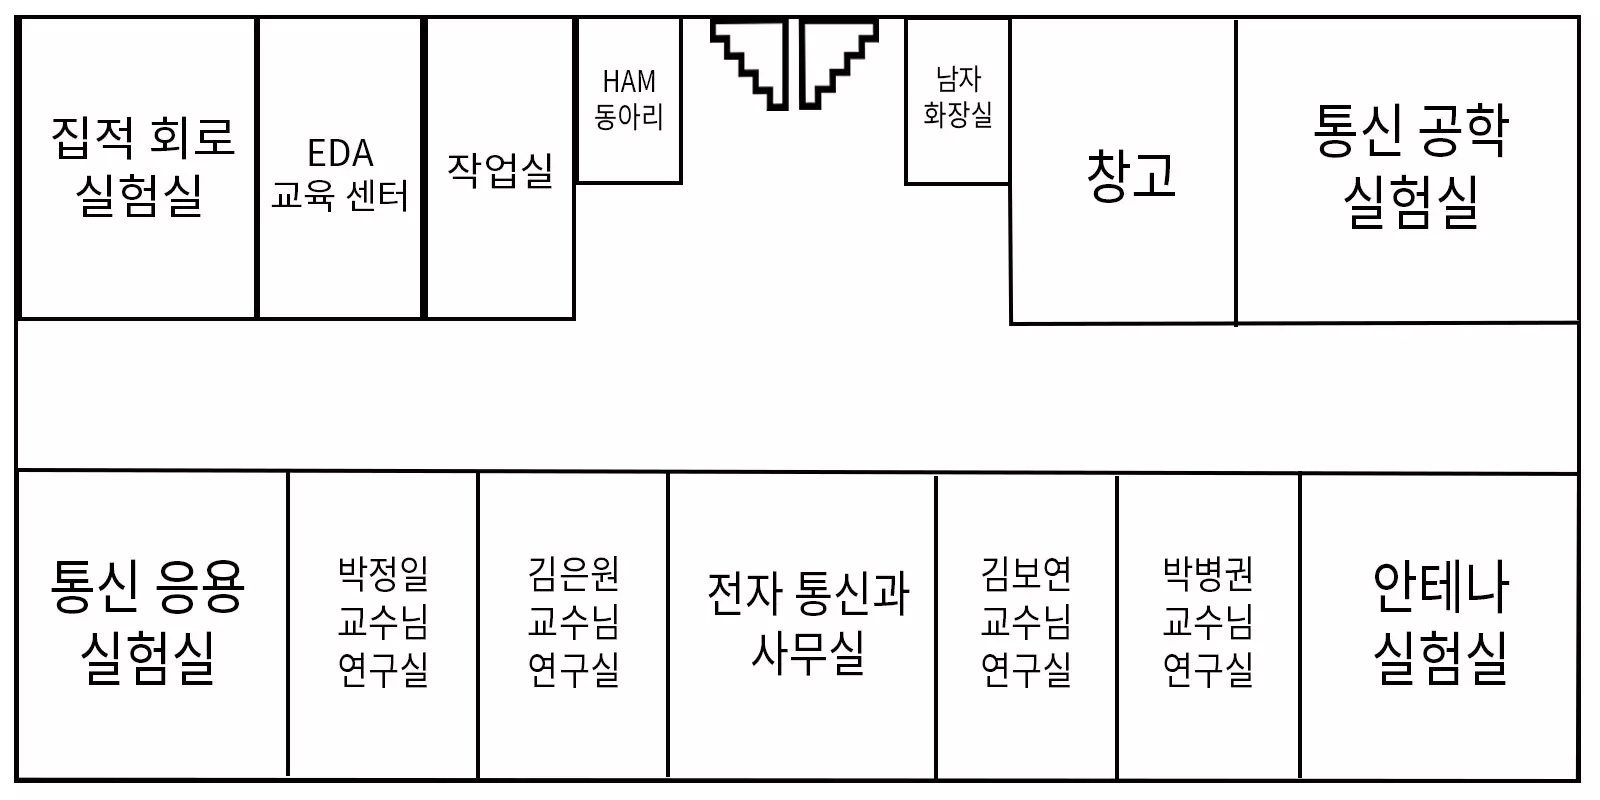 집적 회로
실험실
EDA
교육 센터
작업실
HAM
동아리
남자
화장실
창고
통신 공학
실험실
통신 응용
실험실
박정일
교수님
연구실
김은원
교수님
연구실
전자 통신과
사무실
김보연
교수님
연구실
박병권
교수님
연구실
안테나
실험실